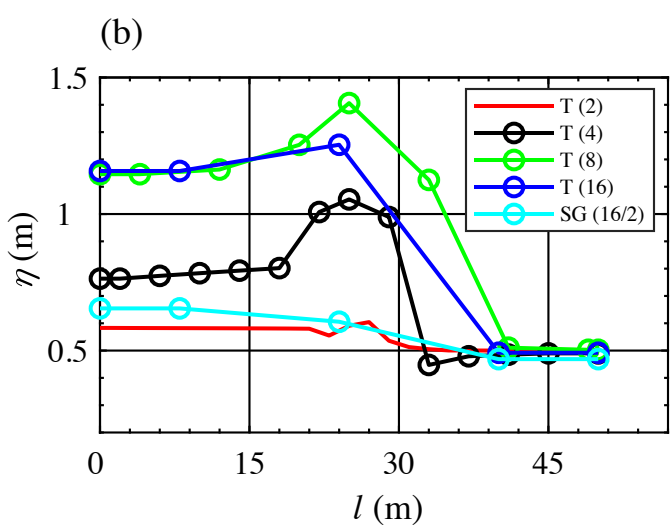 (b)
1.5
1
0.5
η (m)
T (2)
T (4)
T (8)
T (16)
SG (16/2)
0
15
30
45
l (m)